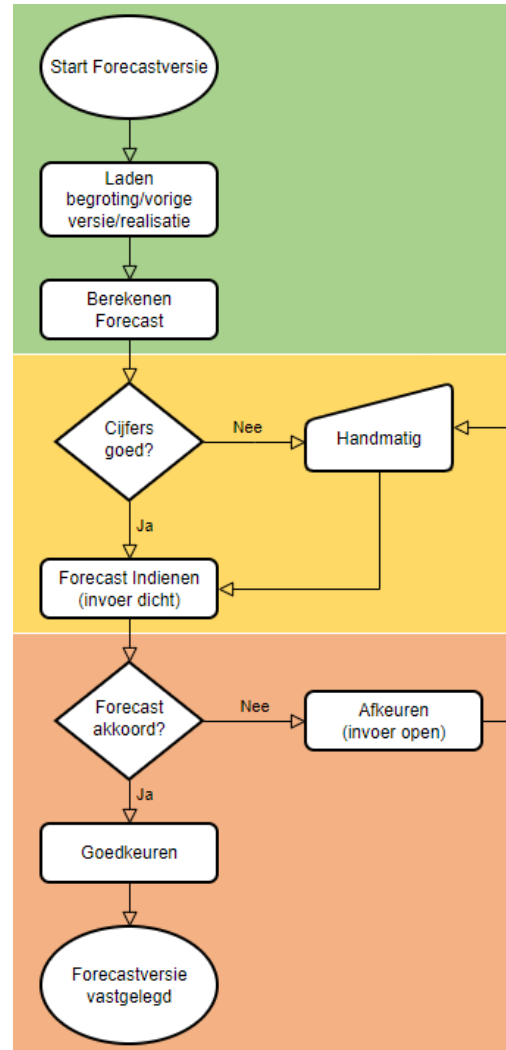 Start Forecastversie
Laden
begroting/vorige
versie/realisatie
Berekenen
Forecast
Cijfers
goed?
Nee
Handmatig
Ja
Forecast Indienen
(invoer dicht)
Forecast
akkoord?
Nee
Afkeuren
(invoer open)
Ja
Goedkeuren
Forecastversie
vastgelegd